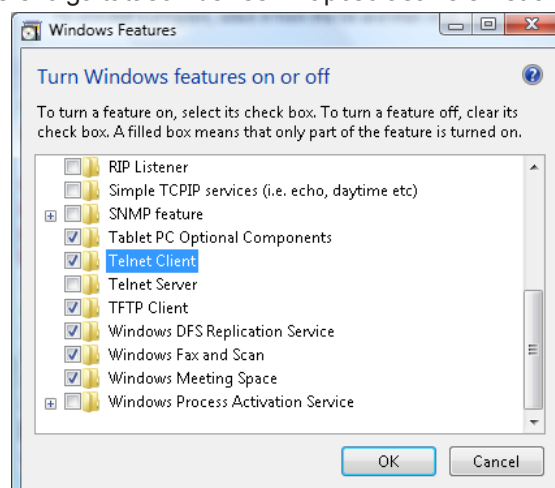 Windows Features
Turn Windows features on or off
To turn a feature on, select its check box. To turn a feature off, clear its
check box. A filled box means that only part of the feature is turned on.
RIP Listener
Simple TCPIP services (i.e. echo, daytime etc)
SNMP feature
Tablet PC Optional Components
Telnet Client
Telnet Server
TFTP Client
Windows DFS Replication Service
Windows Fax and Scan
Windows Meeting Space
Windows Process Activation Service
OK
Cancel